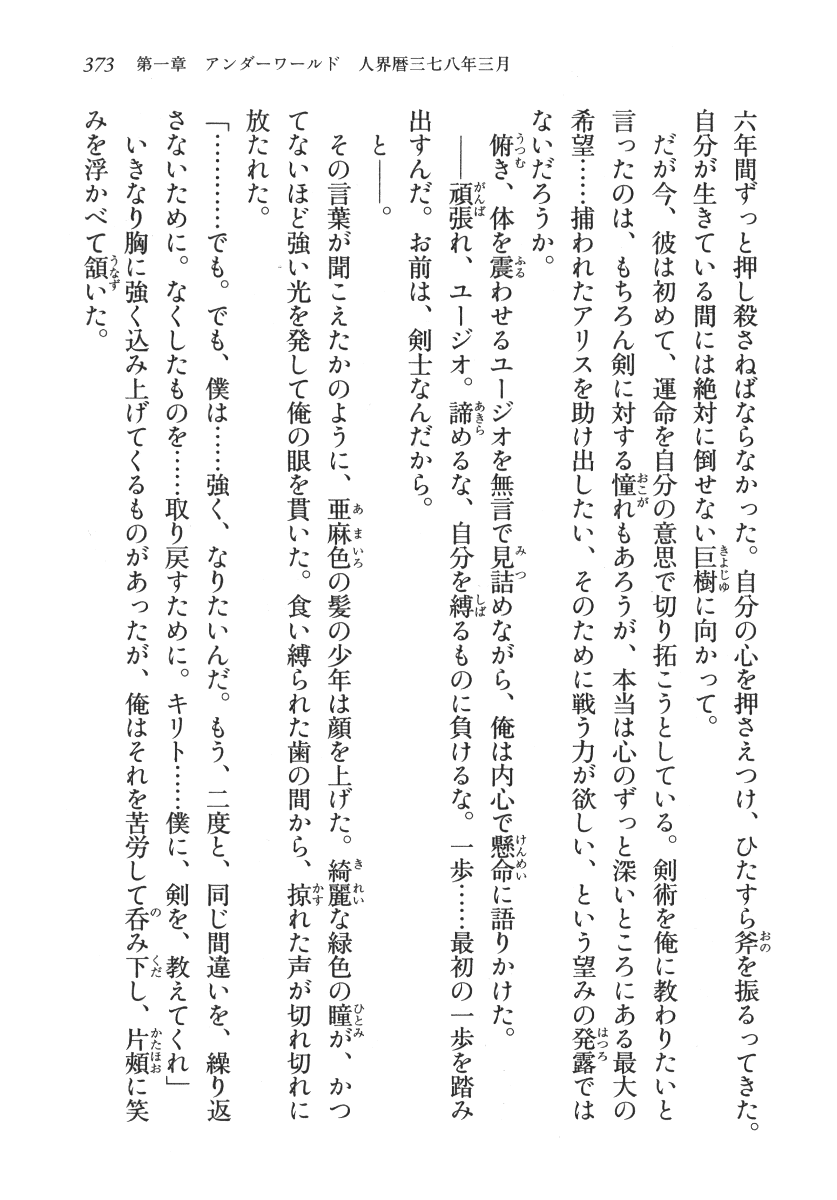 373　第一章　アンダーワールド　人界暦三七八年三月
六年間ずっと押し殺さねばならなかった。自分の心を押さえつけ、ひたすら斧を振るってきた。
自分が生きている間には絶対に倒せない巨樹に向かって。
　だが今、彼は初めて、運命を自分の意思で切り拓こうとしている。剣術を俺に教わりたいと
言ったのは、もちろん剣に対する憧れもあろうが、本当は心のずっと深いところにある最大の
希望……捕われたアリスを助け出したい、そのために戦う力が欲しい、という望みの発露では
ないだろうか。
　俯き、体を震わせるユージオを無言で見詰めながら、俺は内心で懸命に語りかけた。
　――頑張れ、ユージオ。諦めるな、自分を縛るものに負けるな。一歩……最初の一歩を踏み
出すんだ。お前は、剣士なんだから。
　と――。
　その言葉が聞こえたかのように、亜麻色の髪の少年は顔を上げた。綺麗な緑色の瞳が、かつ
てないほど強い光を発して俺の眼を貫いた。食い縛られた歯の間から、掠れた声が切れ切れに
放たれた。
「…………でも。でも、僕は……強く、なりたいんだ。もう、二度と、同じ間違いを、繰り返
さないために。なくしたものを……取り戻すために。キリト……僕に、剣を、教えてくれ」
　いきなり胸に強く込み上げてくるものがあったが、俺はそれを苦労して呑み下し、片頰に笑
みを浮かべて頷いた。